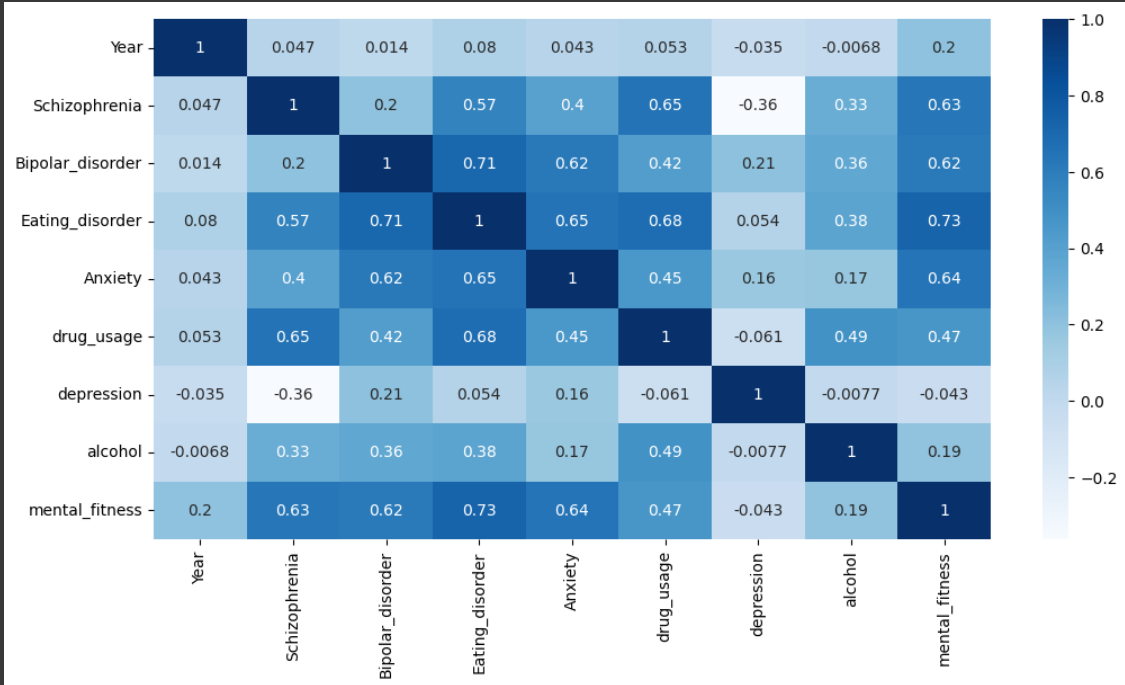 Year 1 0.047 0.014 0.08 0.043 0.053 -0.035 -0.0068 0.2
Schizophrenia 0.047 1 0.2 0.57 0.4 0.65 -0.36 0.33 0.63
Bipolar_disorder 0.014 0.2 1 0.71 0.62 0.42 0.21 0.36 0.62
Eating_disorder 0.08 0.57 0.71 1 0.65 0.68 0.054 0.38 0.73
Anxiety 0.043 0.4 0.62 0.65 1 0.45 0.16 0.17 0.64
drug_usage 0.053 0.65 0.42 0.68 0.45 1 -0.061 0.49 0.47
depression -0.035 -0.36 0.21 0.054 0.16 -0.061 1 -0.0077 -0.043
alcohol -0.0068 0.33 0.36 0.38 0.17 0.49 -0.0077 1 0.19
mental_fitness 0.2 0.63 0.62 0.73 0.64 0.47 -0.043 0.19 1
Year
Schizophrenia
Bipolar_disorder
Eating_disorder
Anxiety
drug_usage
depression
alcohol
mental_fitness
1.0
0.8
0.6
0.4
0.2
0.0
−0.2